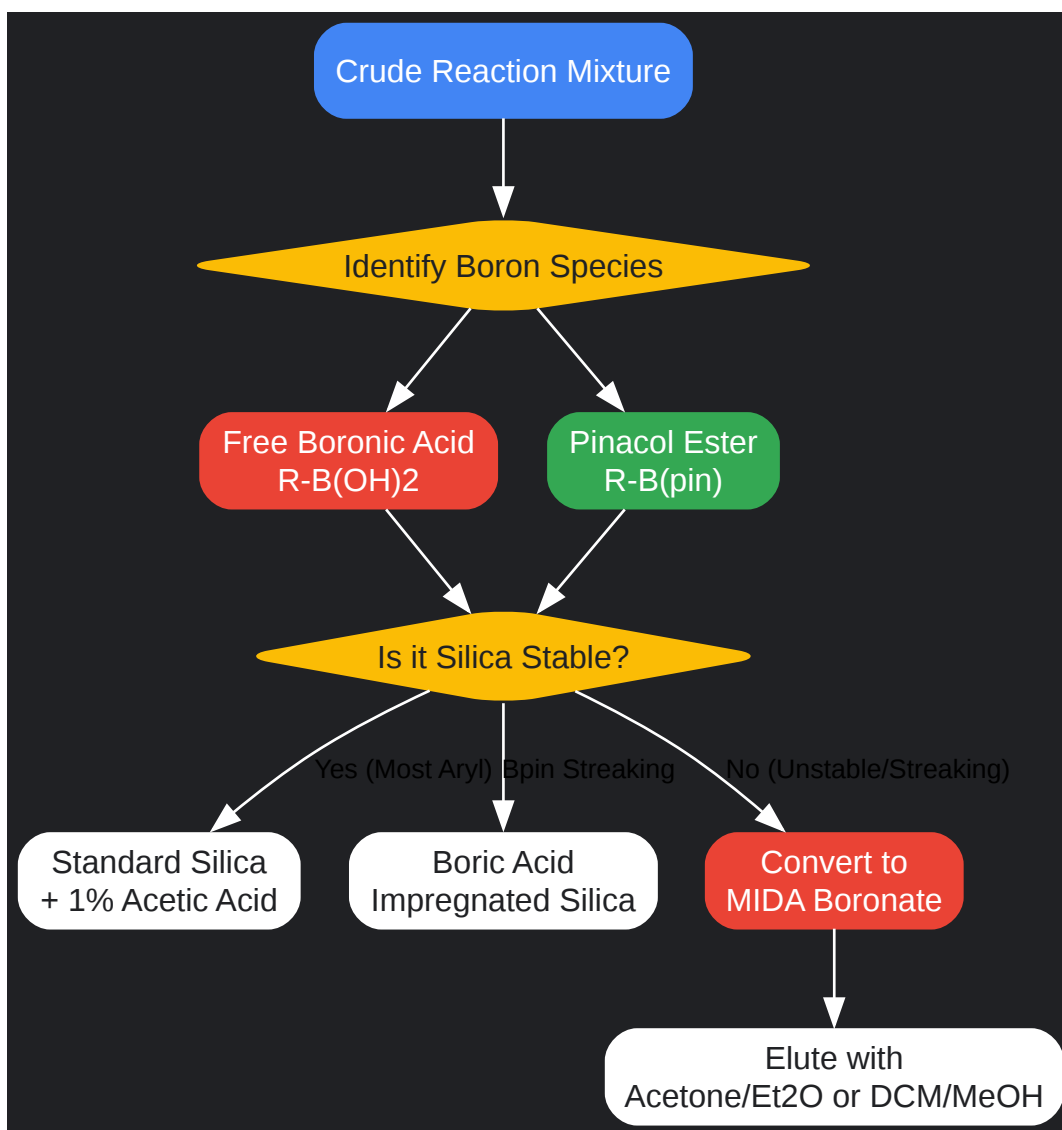 Crude Reaction Mixture
Identify Boron Species
Free Boronic Acid
R-B(OH)2
Pinacol Ester
R-B(pin)
Is it Silica Stable?
Yes (Most Aryl)
Bpin Streaking
No (Unstable/Streaking)
Standard Silica
+ 1% Acetic Acid
Boric Acid
Impregnated Silica
Convert to
MIDA Boronate
Elute with
Acetone/Et2O or DCM/MeOH